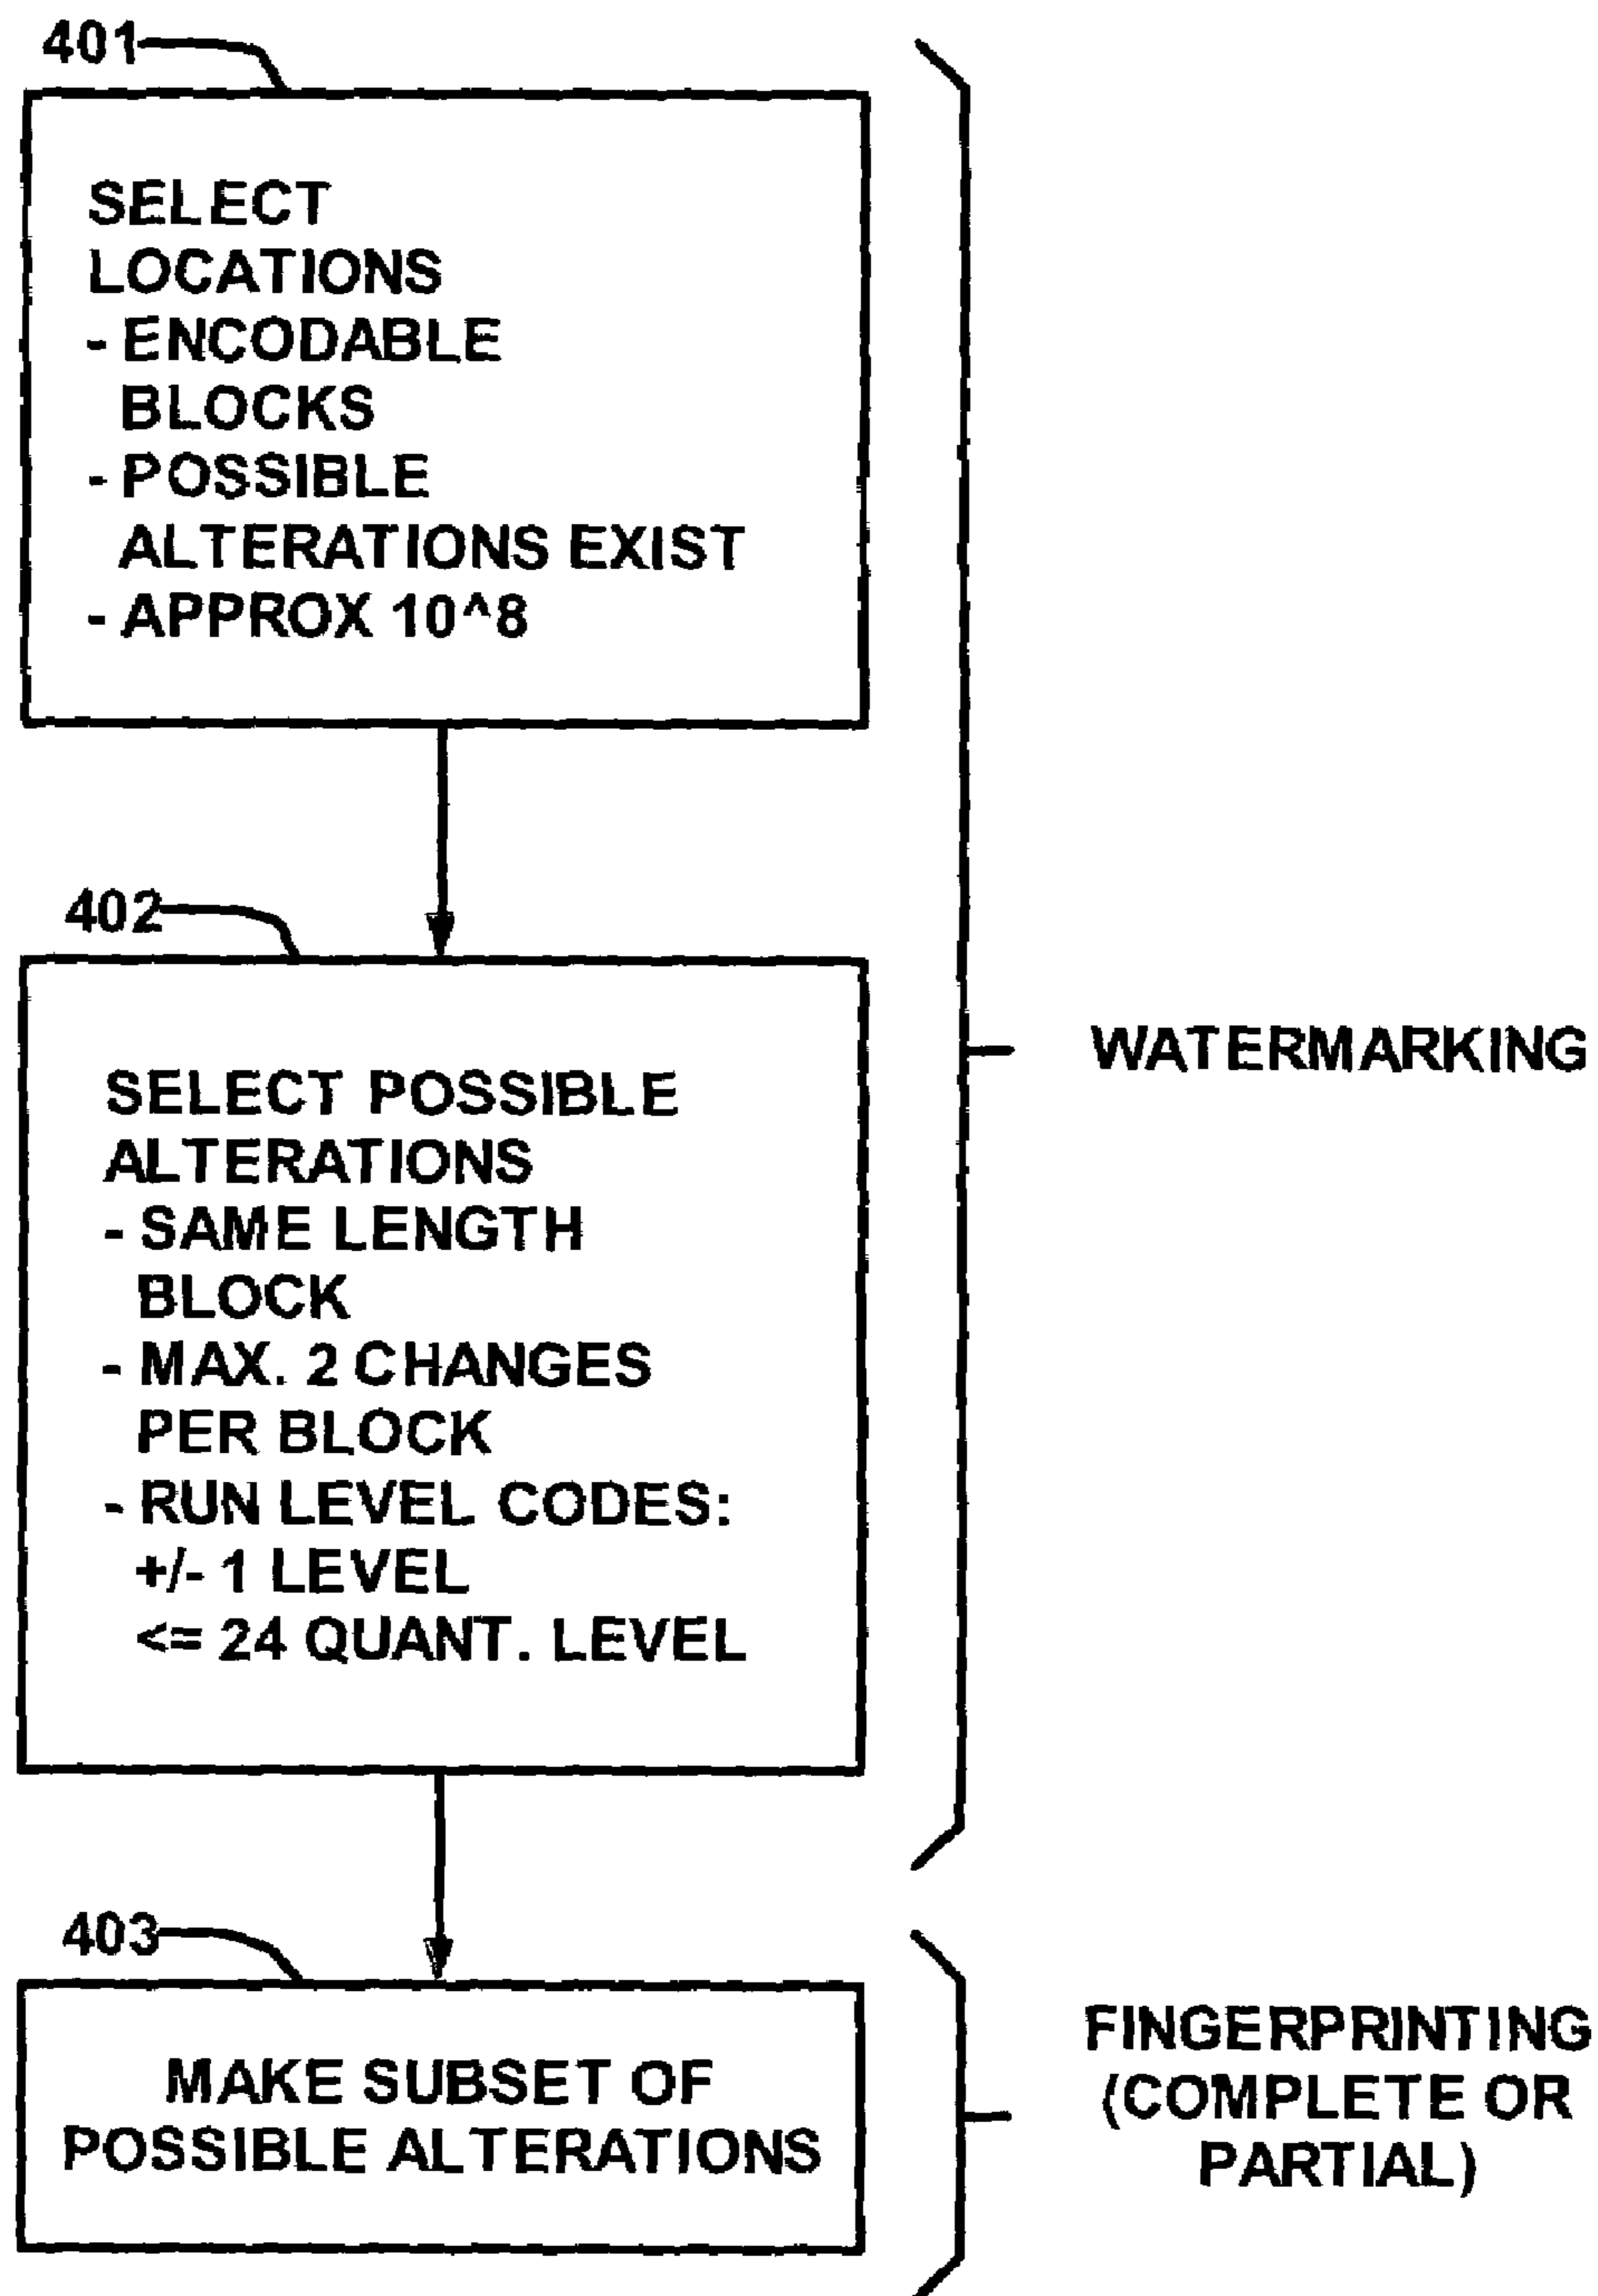 401
SELECT
LOCATIONS
- ENCODABLE
BLOCKS
- POSSIBLE
ALTERATIONS EXIST
- APPROX 10^8
402
SELECT POSSIBLE
ALTERATIONS
- SAME LENGTH
BLOCK
- MAX. 2 CHANGES
PER BLOCK
- RUN LEVEL CODES:
+/- 1 LEVEL
<= 24 QUANT. LEVEL
WATERMARKING
403
MAKE SUBSET OF
POSSIBLE ALTERATIONS
FINGERPRINTING
(COMPLETE OR
PARTIAL)